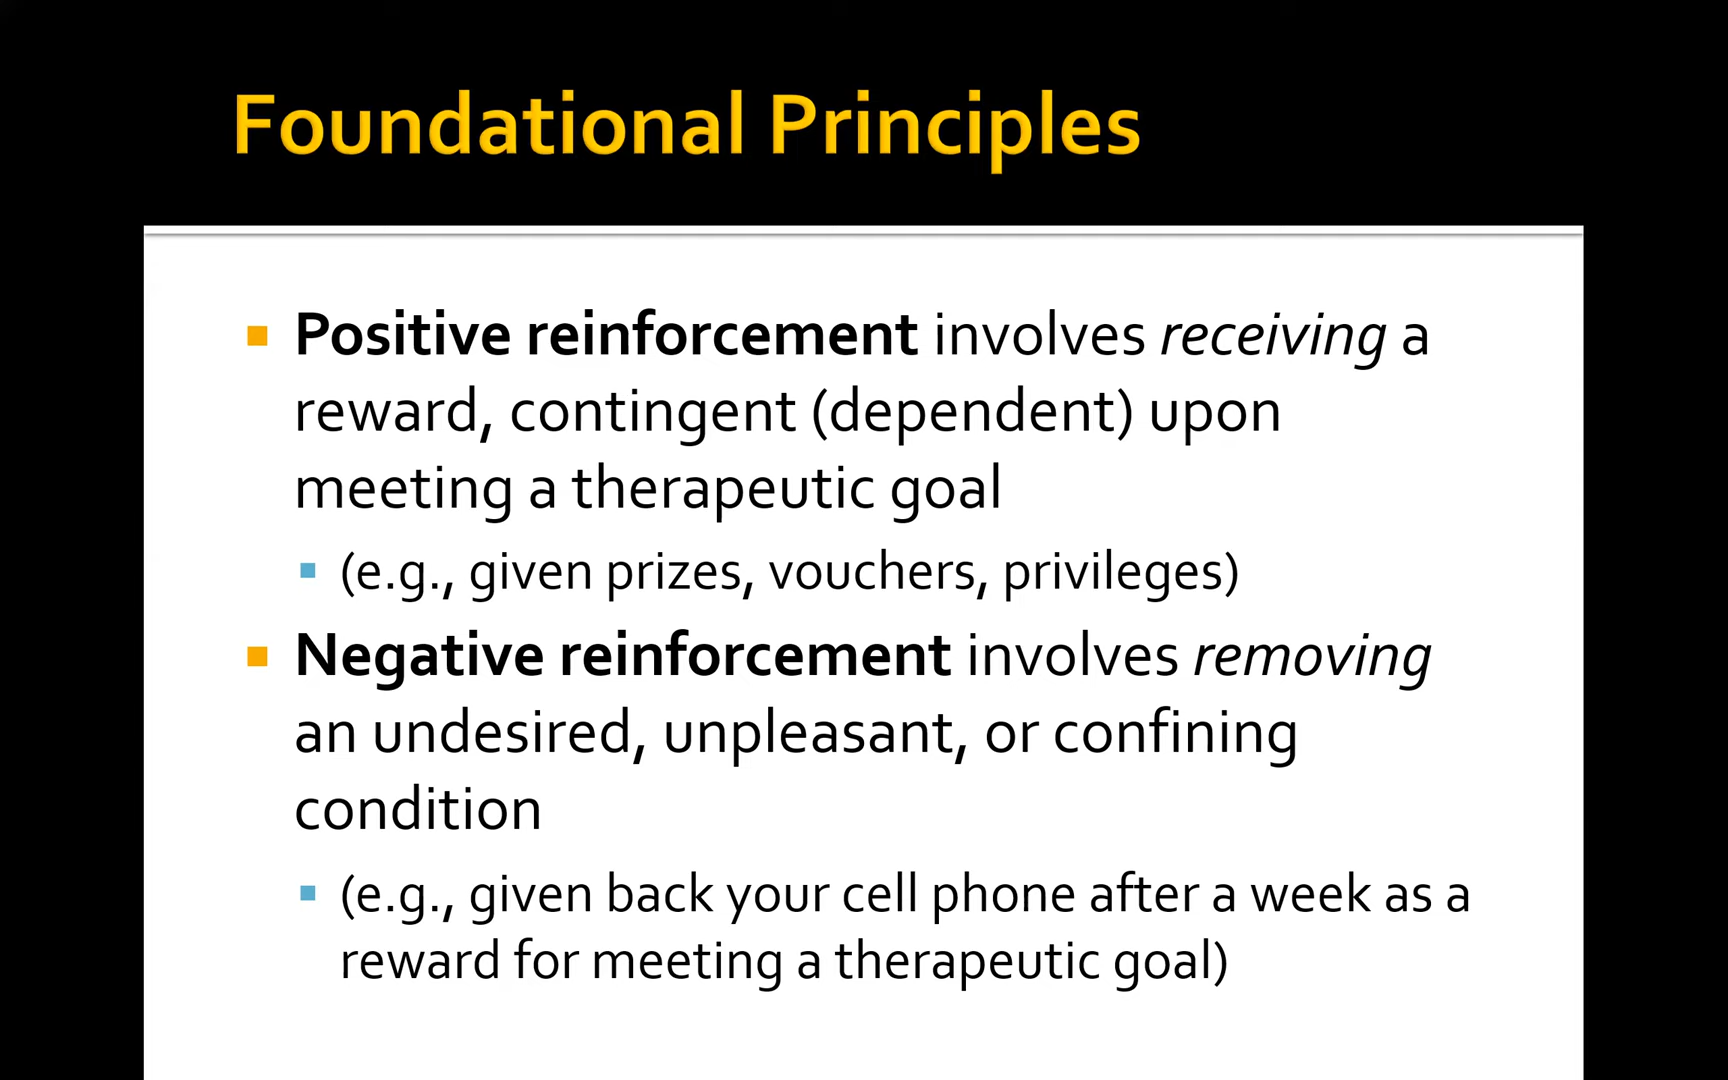 Foundational Principles
Positive reinforcement involves receiving a
reward, contingent (dependent) upon
meeting a therapeutic goal
(e.g., given prizes, vouchers, privileges)
Negative reinforcement involves removing
an undesired, unpleasant, or confining
condition
(e.g., given back your cell phone after a week as a
reward for meeting a therapeutic goal)